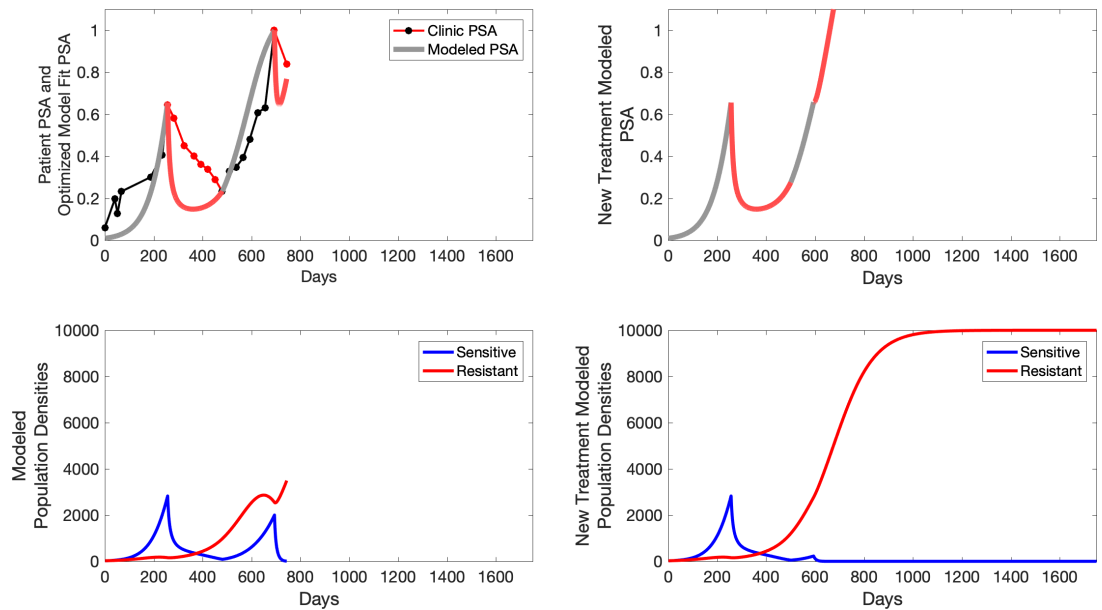 Patient PSA and
Optimized Model Fit PSA
1
0.8
0.6
0.4
0.2
0
Clinic PSA
Modeled PSA
0 200 400 600 800 1000 1200 1400 1600
Days
New Treatment Modeled
PSA
1
0.8
0.6
0.4
0.2
0
0 200 400 600 800 1000 1200 1400 1600
Days
Modeled
Population Densities
10000
8000
6000
4000
2000
0
Sensitive
Resistant
0 200 400 600 800 1000 1200 1400 1600
Days
New Treatment Modeled
Population Densities
10000
8000
6000
4000
2000
0
Sensitive
Resistant
0 200 400 600 800 1000 1200 1400 1600
Days